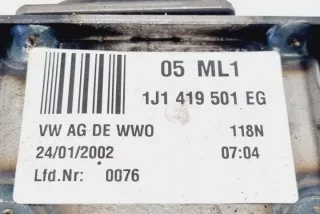 05 ML1
1J1 419 501 EG
VW AG DE WWO 118N
24/01/2002 07:04
Lfd.Nr: 0076